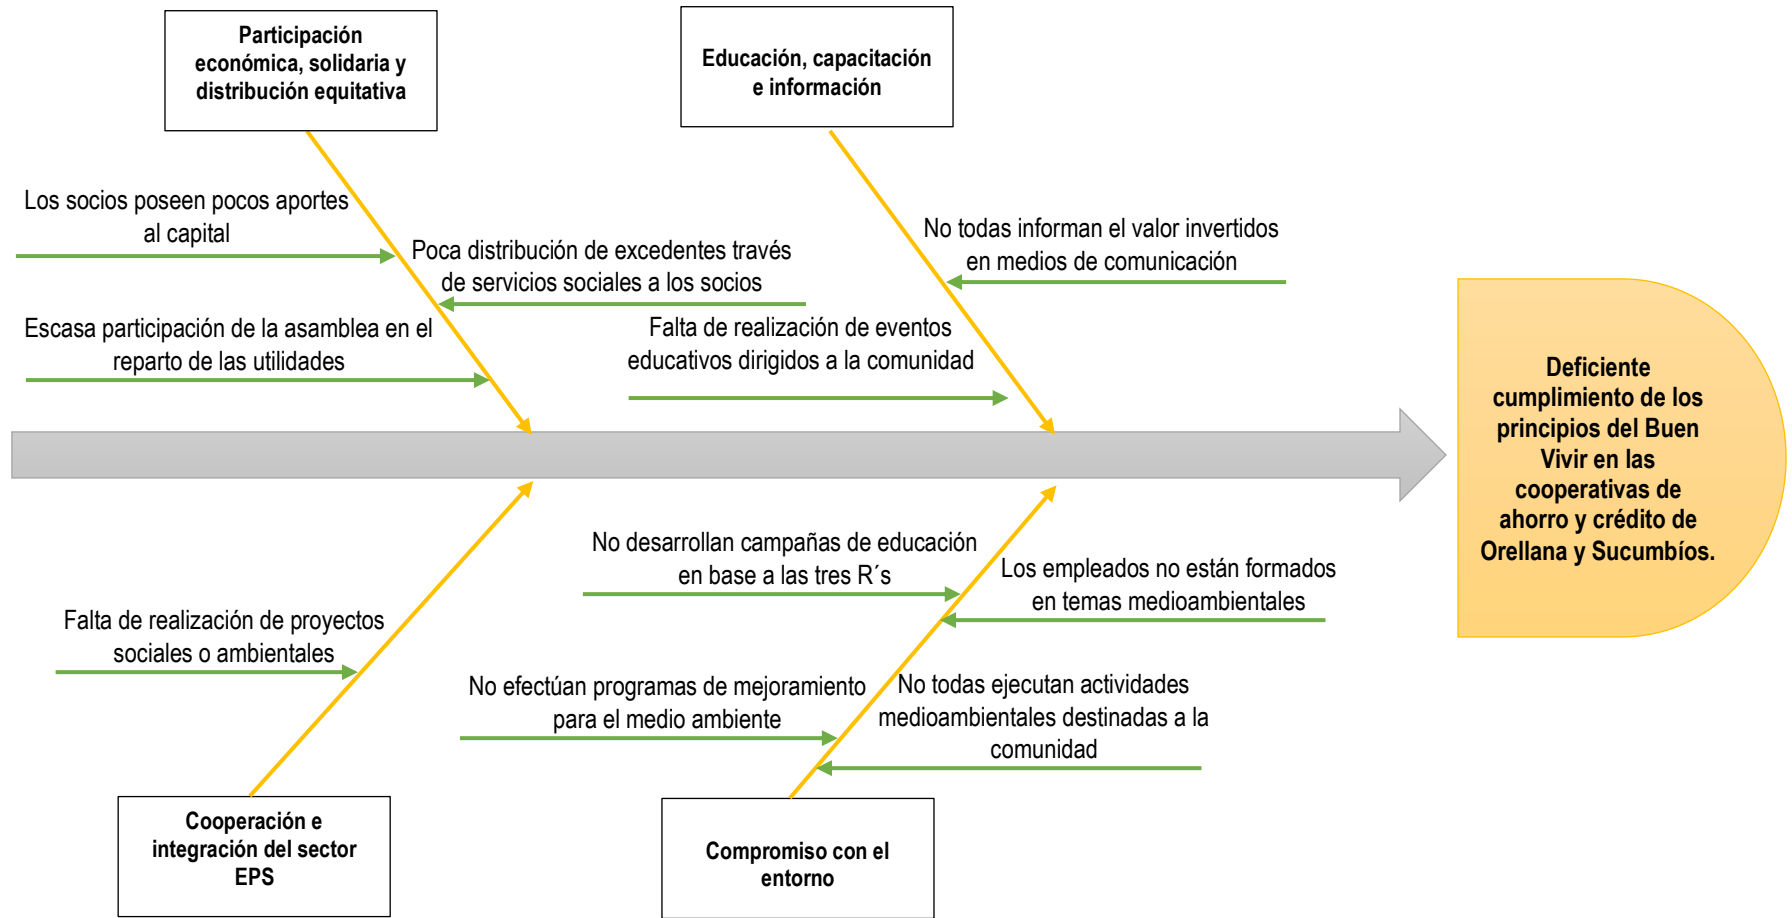 Participación
económica, solidaria y
distribución equitativa
Educación, capacitación
e información
Los socios poseen pocos aportes
al capital
Poca distribución de excedentes través
de servicios sociales a los socios
Escasa participación de la asamblea en el
reparto de las utilidades
No todas informan el valor invertidos
en medios de comunicación
Falta de realización de eventos
educativos dirigidos a la comunidad
Deficiente
cumplimiento de los
principios del Buen
Vivir en las
cooperativas de
ahorro y crédito de
Orellana y Sucumbíos.
No desarrollan campañas de educación
en base a las tres R´s
Los empleados no están formados
en temas medioambientales
Falta de realización de proyectos
sociales o ambientales
No efectúan programas de mejoramiento
para el medio ambiente
No todas ejecutan actividades
medioambientales destinadas a la
comunidad
Cooperación e
integración del sector
EPS
Compromiso con el
entorno